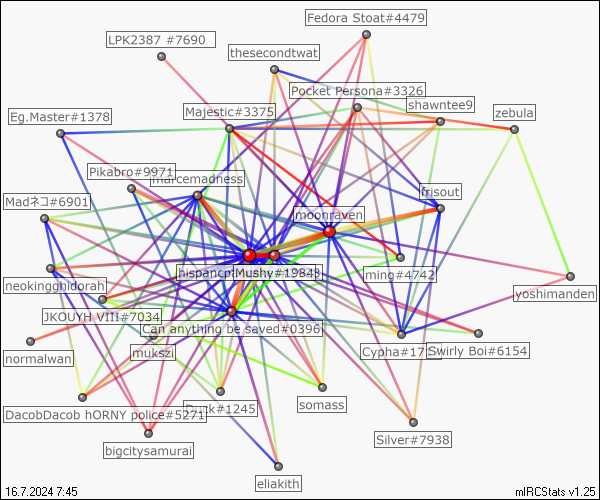 Fedora Stoat#4479
LPK2387 #7690
thesecondtwat
Pocket Persona#3326
shawntee9
Majestic#3375
zebula
Eg.Master#1378
Pikabro#9971
marcemadness
frisout
Madネコ#6901
moonraven
hispancp
Mushy#1984
ming#4742
neokingghidorah
yoshimanden
JKOUYH VIII#7034
Can anything be saved#0396
normalwan
mukszi
Cypha#17
Swirly Boi#6154
DacobDacob hORNY police#5271
#1245
somass
Silver#7938
bigcitysamurai
eliakith
16.7.2024 7:45
mIRCStats v1.25